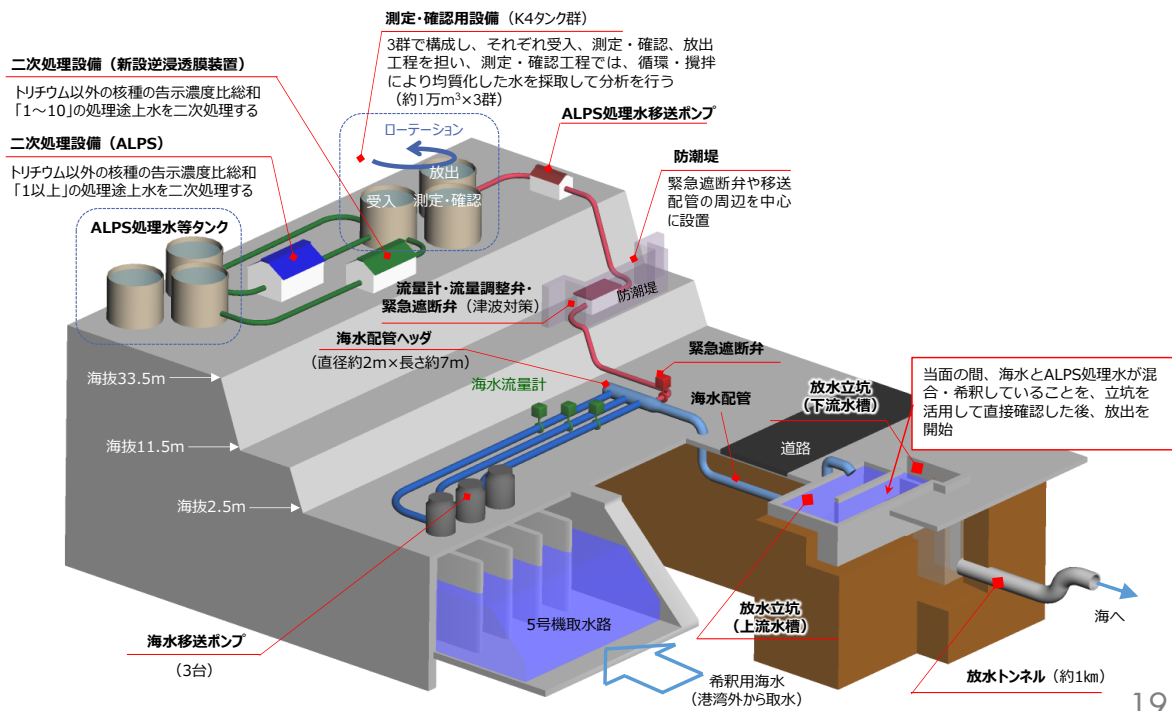 測定・確認用設備（K4タンク群）
3群で構成し、それぞれ受入、測定・確認、放出
工程を担い、測定・確認工程では、循環・攪拌
により均質化した水を採取して分析を行う
（約1万m³×3群）
二次処理設備（新設逆浸透膜装置）
トリチウム以外の核種の告示濃度比総和
「1～10」の処理途上水を二次処理する
二次処理設備（ALPS）
トリチウム以外の核種の告示濃度比総和
「1以上」の処理途上水を二次処理する
ALPS処理水等タンク
ローテーション
放出
受入
測定・確認
ALPS処理水移送ポンプ
防潮堤
緊急遮断弁や移送
配管の周辺を中心
に設置
防潮堤
流量計・流量調整弁・
緊急遮断弁（津波対策）
海水配管ヘッダ
（直径約2m×長さ約7m）
海水流量計
緊急遮断弁
海水配管
道路
放水立坑
（下流水槽）
当面の間、海水とALPS処理水が混
合・希釈していることを、立坑を
活用して直接確認した後、放出を
開始
海抜33.5m
海抜11.5m
海抜2.5m
海水移送ポンプ
（3台）
5号機取水路
希釈用海水
（港湾外から取水）
放水立坑
（上流水槽）
放水トンネル（約1㎞）
海へ
19